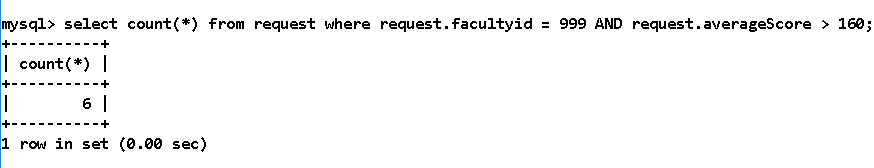 mysql> select count(*) from request where request.facultyid = 999 AND request.averageScore > 160;
+----------+
| count(*) |
+----------+
|        6 |
+----------+
1 row in set (0.00 sec)